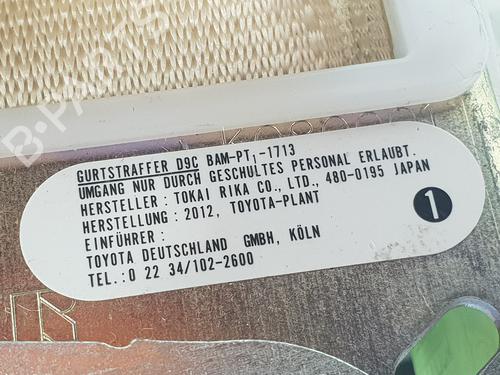 GURTSTRAFFER D9C BAM-PT₁-1713
UMGANG NUR DURCH GESCHULTES PERSONAL ERLAUBT.
HERSTELLER : TOKAI RIKA CO., LTD., 480-0195 JAPAN
HERSTELLUNG : 2012, TOYOTA-PLANT
EINFÜHRER :
TOYOTA DEUTSCHLAND GMBH, KÖLN
TEL.: 0 22 34/102-2600
1
B-PARTS